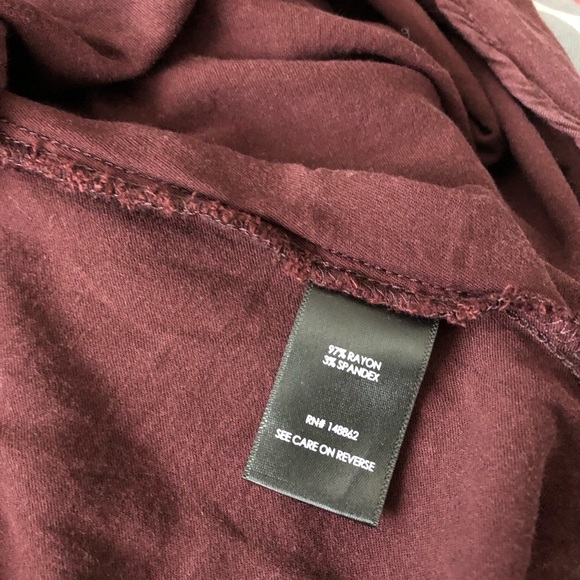 97% RAYON
3% SPANDEX
RN# 148862
SEE CARE ON REVERSE